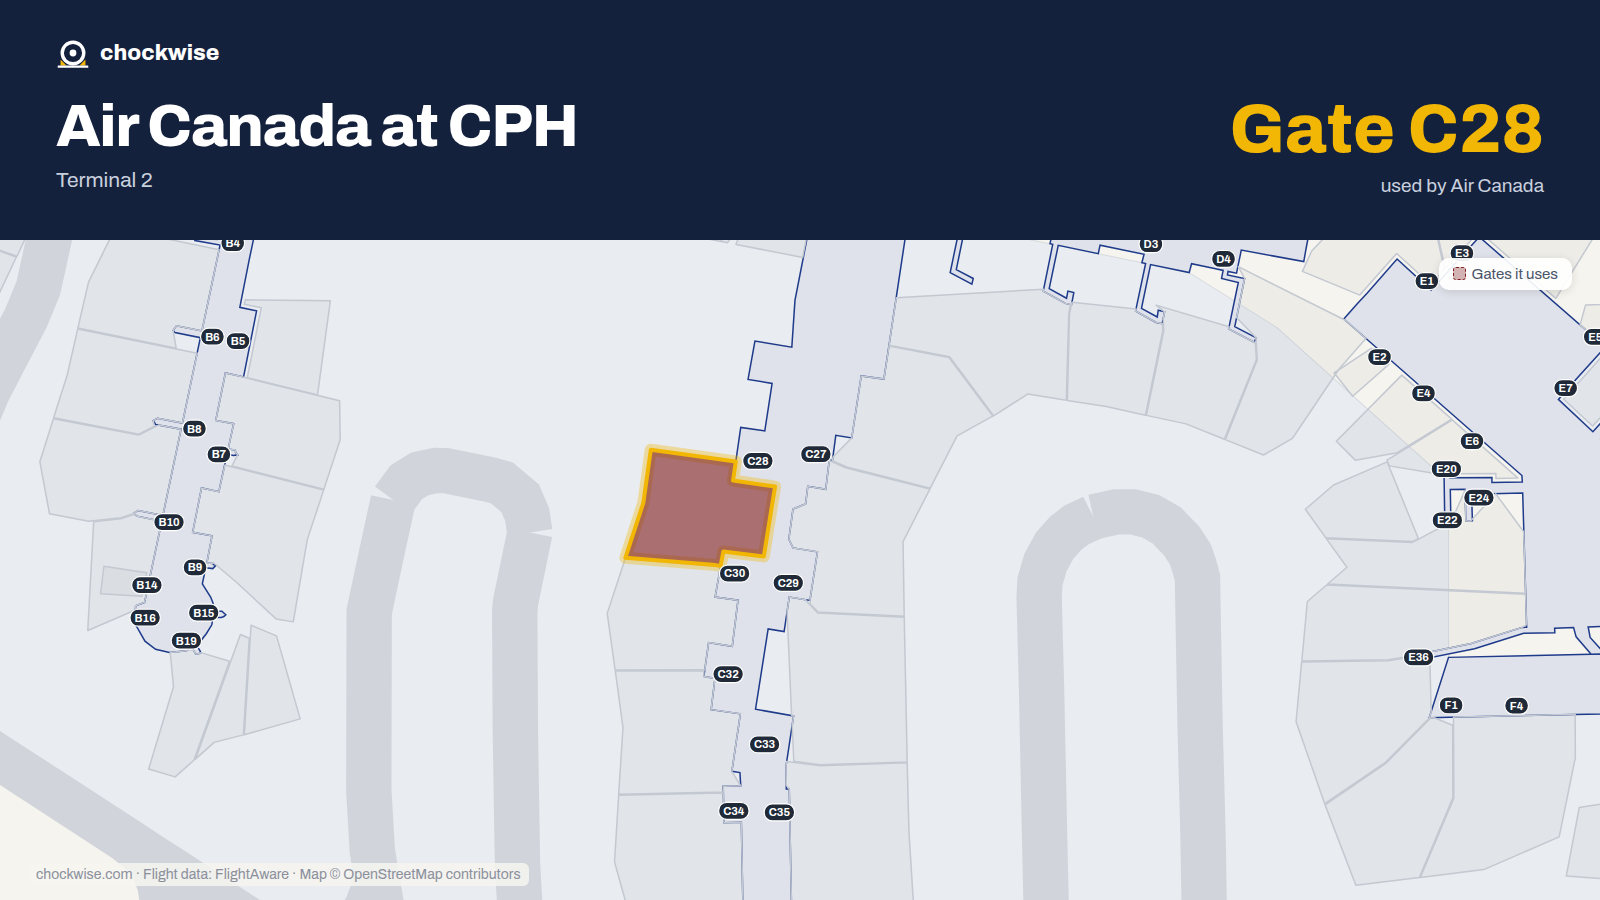 chockwise
Air Canada at CPH
Terminal 2
Gate C28
used by Air Canada
Gates it uses
B4
B6
B5
B8
B7
B10
B9
B14
B16
B15
B19
C28
C27
C30
C29
C32
C33
C34
C35
D3
D4
E3
E1
E5
E2
E4
E7
E6
E20
E24
E22
E36
F1
F4
chockwise.com · Flight data: FlightAware · Map © OpenStreetMap contributors